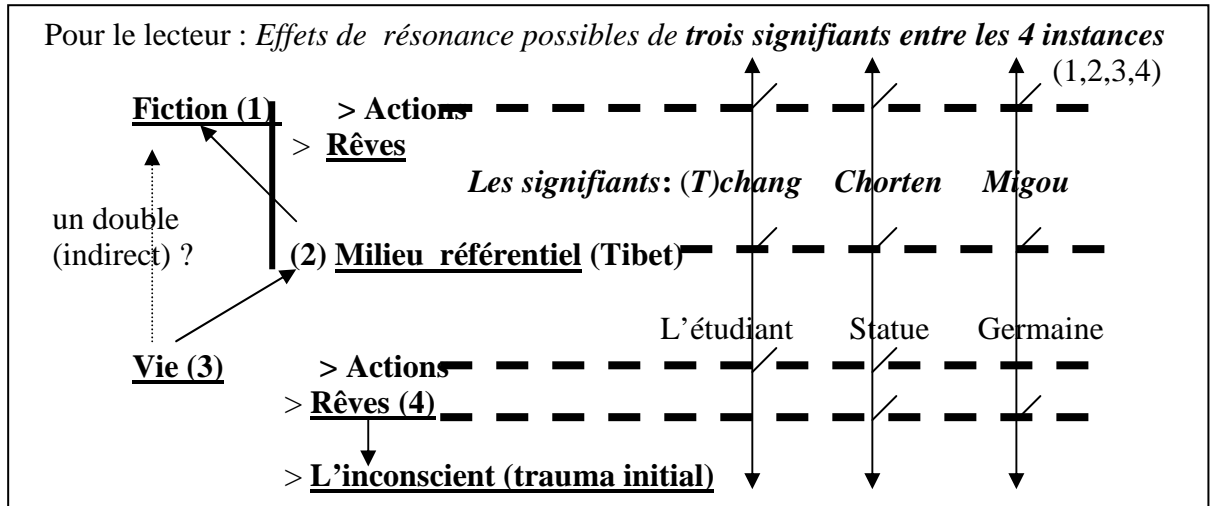 Pour le lecteur : Effets de résonance possibles de trois signifiants entre les 4 instances
(1,2,3,4)
Fiction (1) > Actions
> Rêves
Les signifiants: (T)chang Chorten Migou
un double
(indirect) ?
(2) Milieu référentiel (Tibet)
L'étudiant Statue Germaine
Vie (3) > Actions
> Rêves (4)
> L'inconscient (trauma initial)